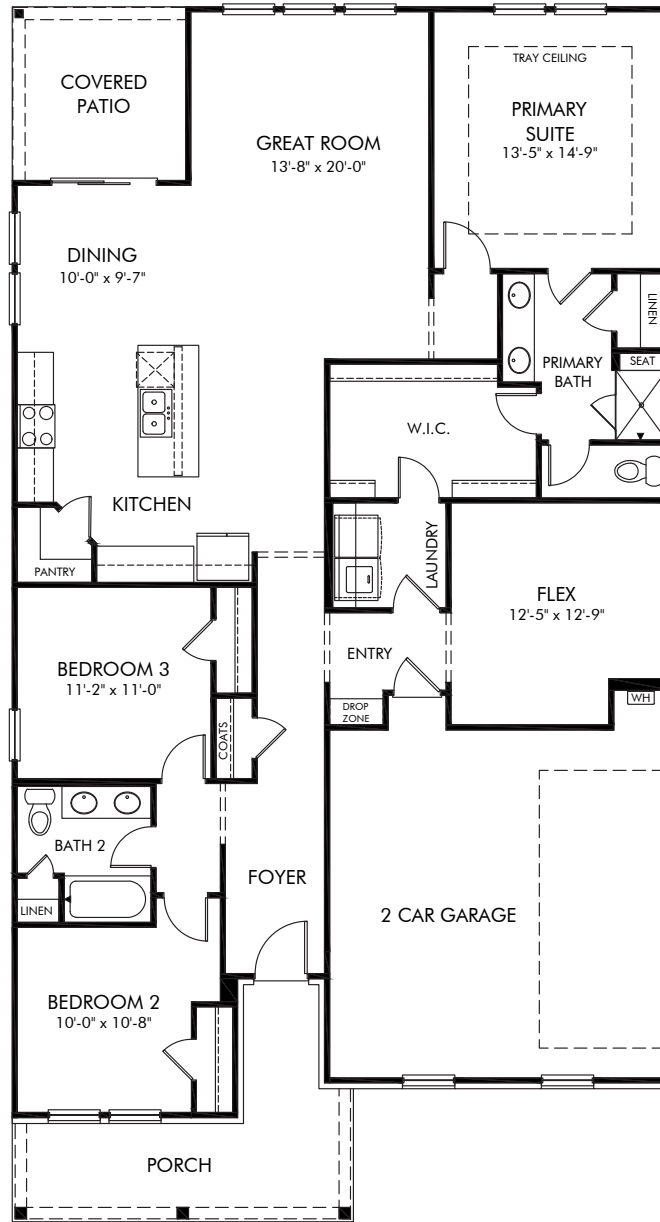 COVERED
PATIO
TRAY CEILING
PRIMARY
SUITE
13'-5" x 14'-9"
GREAT ROOM
13'-8" x 20'-0"
DINING
10'-0" x 9'-7"
LINEN
SEAT
PRIMARY
BATH
W.I.C.
KITCHEN
PANTRY
LAUNDRY
FLEX
12'-5" x 12'-9"
ENTRY
BEDROOM 3
11'-2" x 11'-0"
DROP
ZONE
WH
COATS
BATH 2
LINEN
FOYER
2 CAR GARAGE
BEDROOM 2
10'-0" x 10'-8"
PORCH